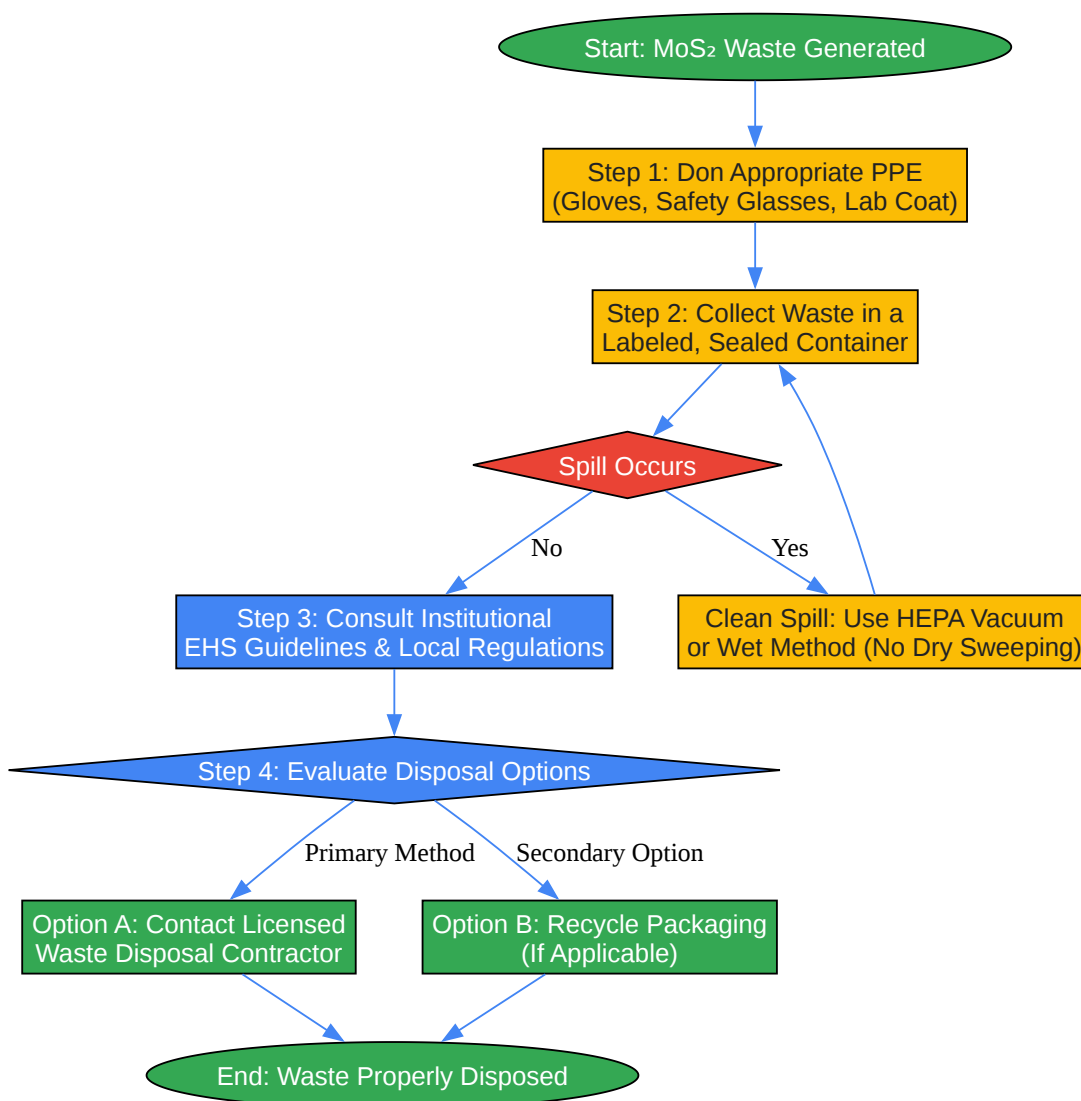 Start: MoS₂ Waste Generated
Step 1: Don Appropriate PPE
(Gloves, Safety Glasses, Lab Coat)
Step 2: Collect Waste in a
Labeled, Sealed Container
Spill Occurs
No
Yes
Step 3: Consult Institutional
EHS Guidelines & Local Regulations
Clean Spill: Use HEPA Vacuum
or Wet Method (No Dry Sweeping)
Step 4: Evaluate Disposal Options
Primary Method
Secondary Option
Option A: Contact Licensed
Waste Disposal Contractor
Option B: Recycle Packaging
(If Applicable)
End: Waste Properly Disposed